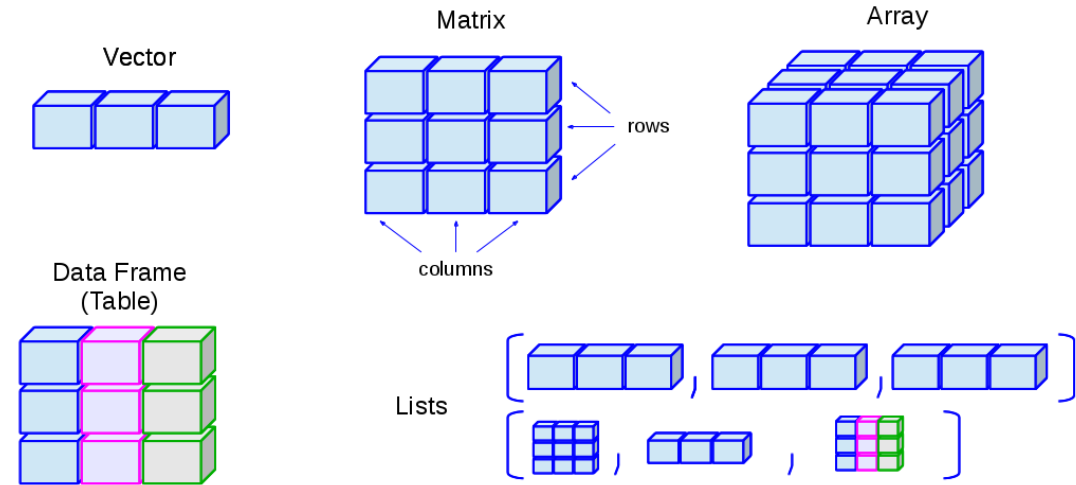 Vector
Matrix
Array
rows
columns
Data Frame
(Table)
Lists
[ , , ]
[ , , ]